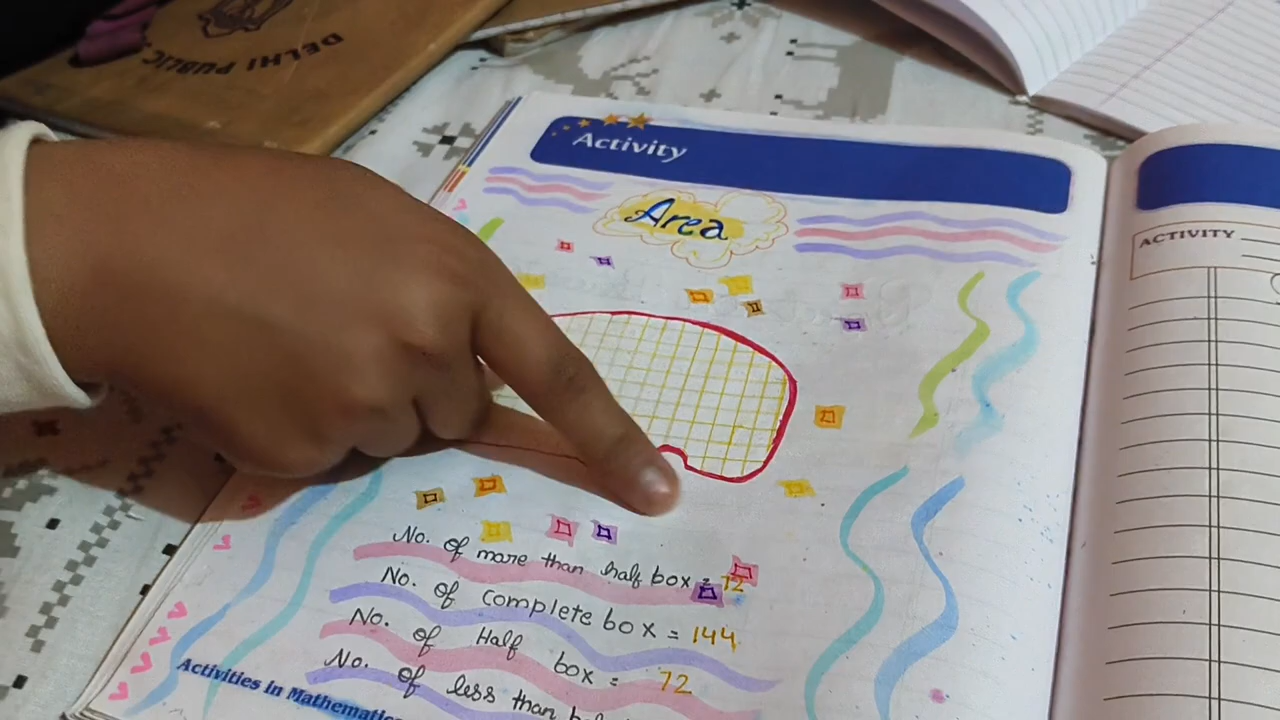 DELHI PUBLIC
Activity
Area
ACTIVITY
No. of more than half box = 12
No. of complete box = 144
No. of Half box = 72
No. of less than
Activities in Mathematics